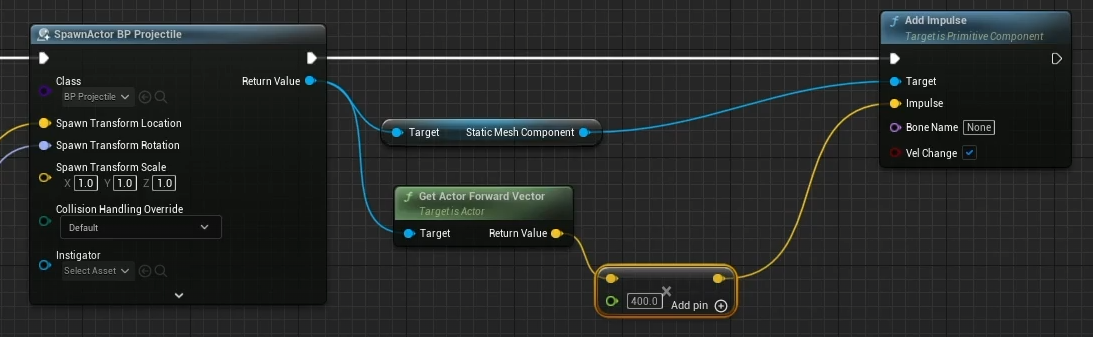 SpawnActor BP Projectile
Class
Return Value
BP Projectile
Spawn Transform Location
Spawn Transform Rotation
Spawn Transform Scale
X 1.0 Y 1.0 Z 1.0
Collision Handling Override
Default
Instigator
Select Asset
Target Static Mesh Component
f Get Actor Forward Vector
Target is Actor
Target Return Value
400.0
Add pin
f Add Impulse
Target is Primitive Component
Target
Impulse
Bone Name None
Vel Change